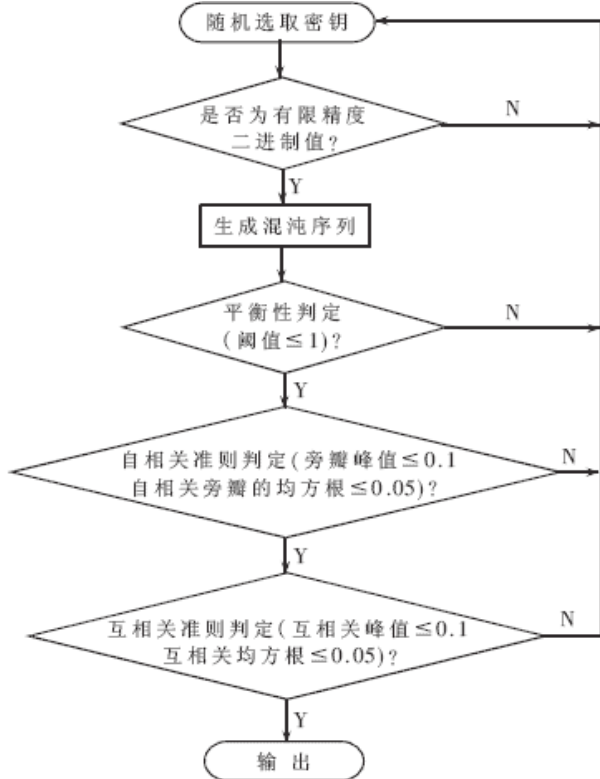 随机选取密钥
是否为有限精度
二进制值?
N
Y
生成混沌序列
平衡性判定
(阈值≤1)?
N
Y
自相关准则判定(旁瓣峰值≤0.1
自相关旁瓣的均方根≤0.05)?
N
Y
互相关准则判定(互相关峰值≤0.1
互相关均方根≤0.05)?
N
Y
输出